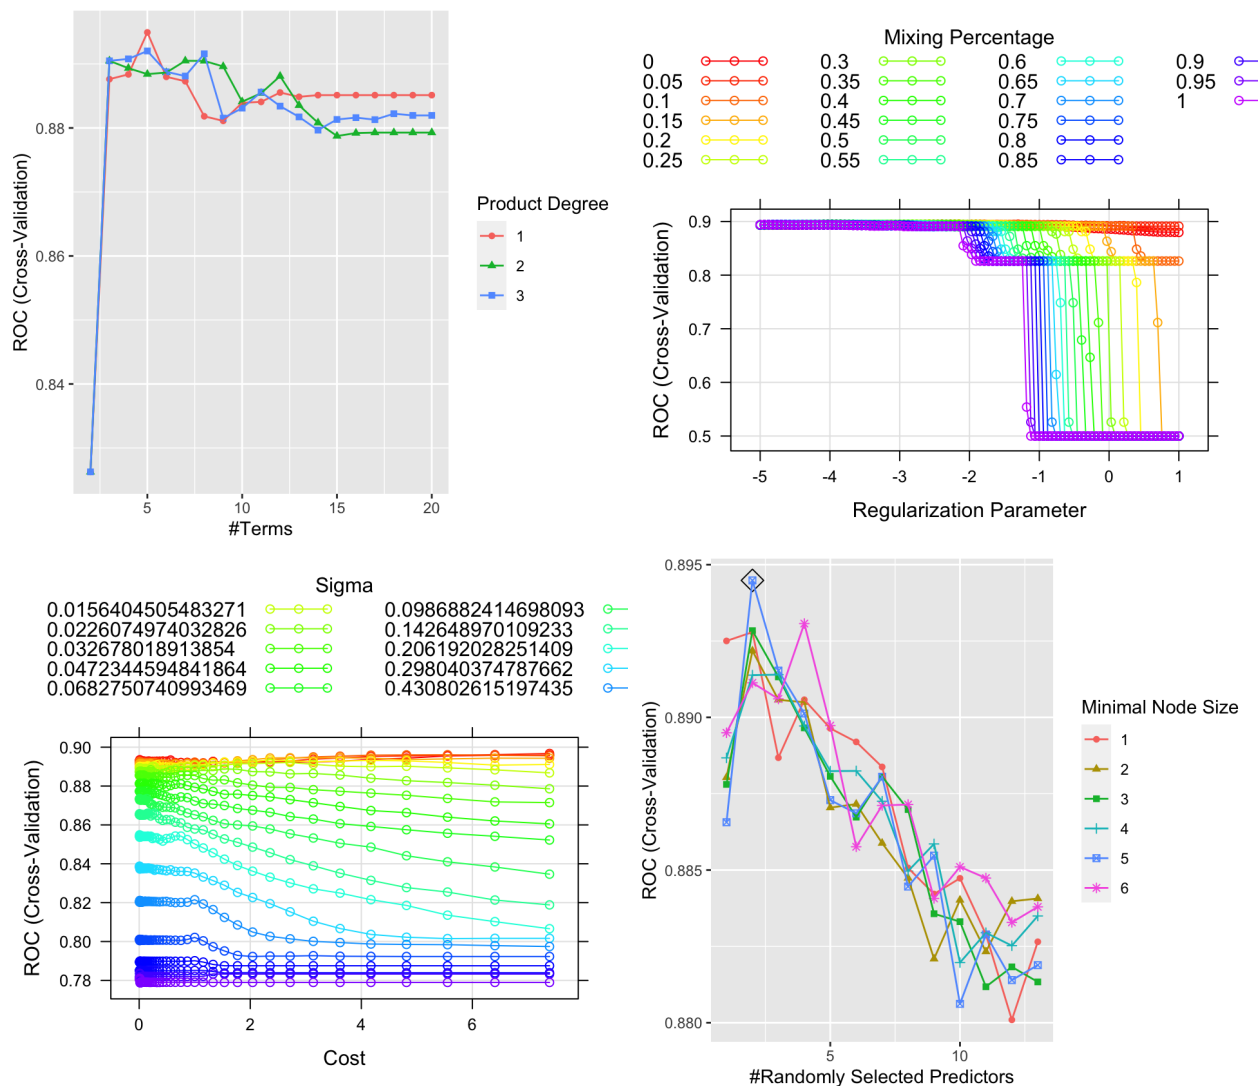 ROC (Cross-Validation)
0.88
0.86
0.84
5 10 15 20
#Terms
Product Degree
1
2
3
Mixing Percentage
0 0.3 0.6 0.9
0.05 0.35 0.65 0.95
0.1 0.4 0.7 1
0.15 0.45 0.75
0.2 0.5 0.8
0.25 0.55 0.85
ROC (Cross-Validation)
0.9
0.8
0.7
0.6
0.5
-5 -4 -3 -2 -1 0 1
Regularization Parameter
Sigma
0.0156404505483271 0.0986882414698093
0.0226074974032826 0.142648970109233
0.032678018913854 0.206192028251409
0.0472344594841864 0.298040374787662
0.0682750740993469 0.430802615197435
ROC (Cross-Validation)
0.90
0.88
0.86
0.84
0.82
0.80
0.78
0 2 4 6
Cost
ROC (Cross-Validation)
0.895
0.890
0.885
0.880
5 10
#Randomly Selected Predictors
Minimal Node Size
1
2
3
4
5
6